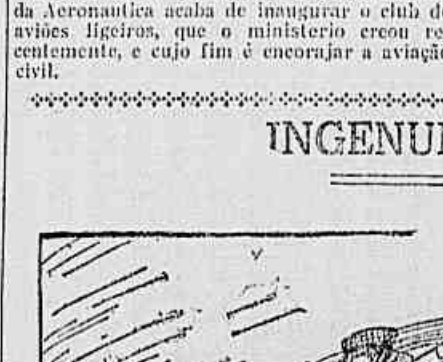 da Aeronautica acaba de inaugurar o club de
aviões ligeiros, que o ministerio creou re
centemente, e cujo fim é encorajar a aviação
civil.
INGENUI